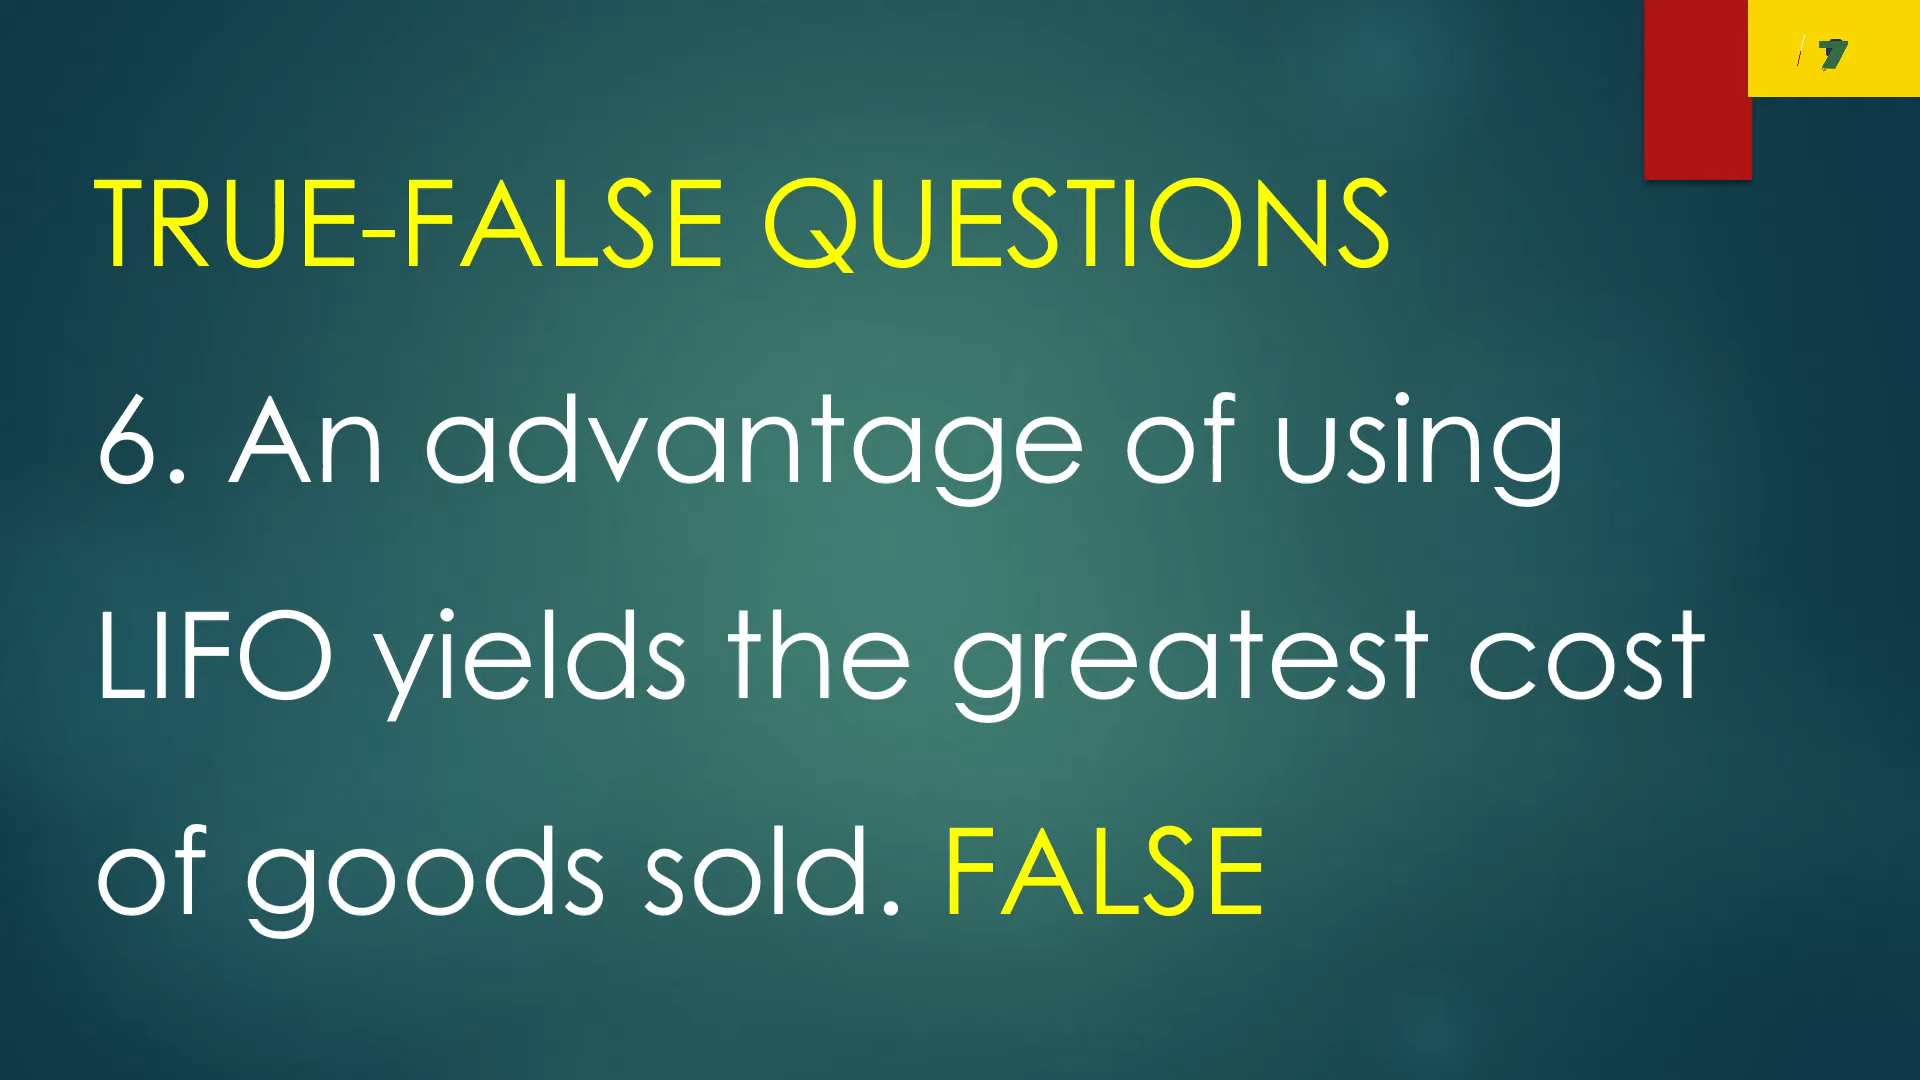 TRUE-FALSE QUESTIONS
6. An advantage of using
LIFO yields the greatest cost
of goods sold. FALSE